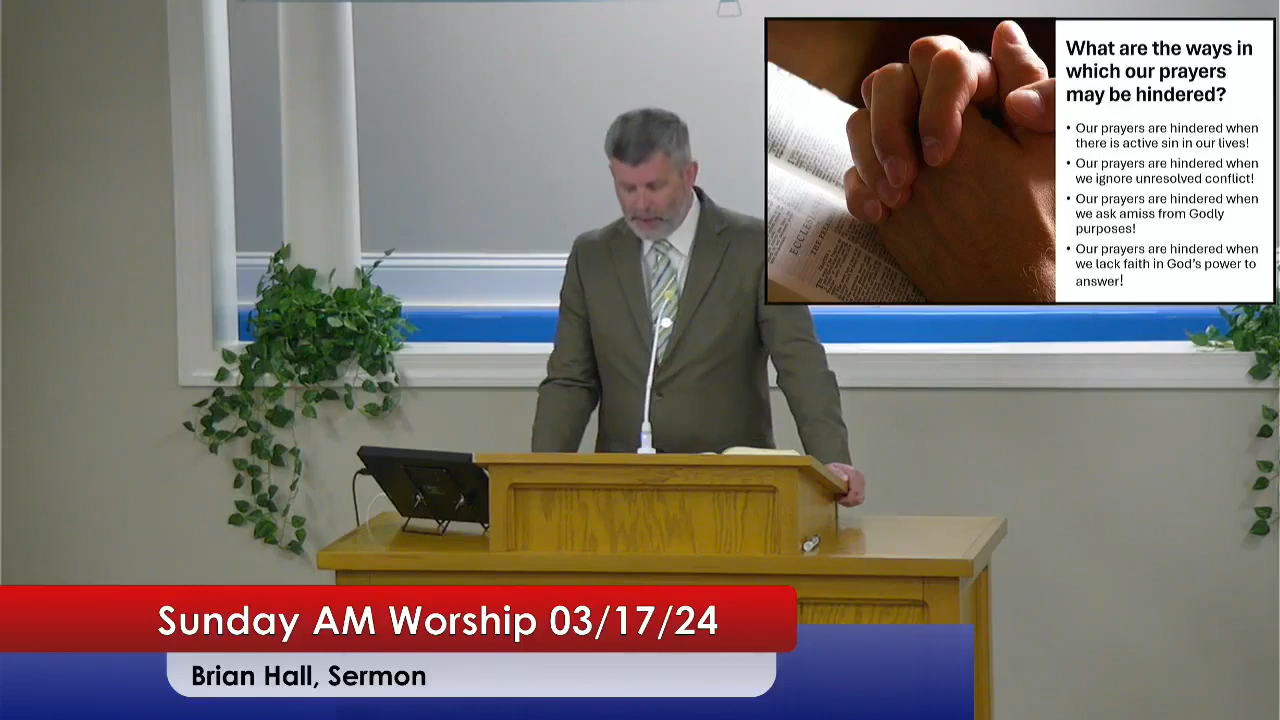 What are the ways in
which our prayers
may be hindered?
• Our prayers are hindered when
there is active sin in our lives!
• Our prayers are hindered when
we ignore unresolved conflict!
• Our prayers are hindered when
we ask amiss from Godly
purposes!
• Our prayers are hindered when
we lack faith in God's power to
answer!
Sunday AM Worship 03/17/24
Brian Hall, Sermon